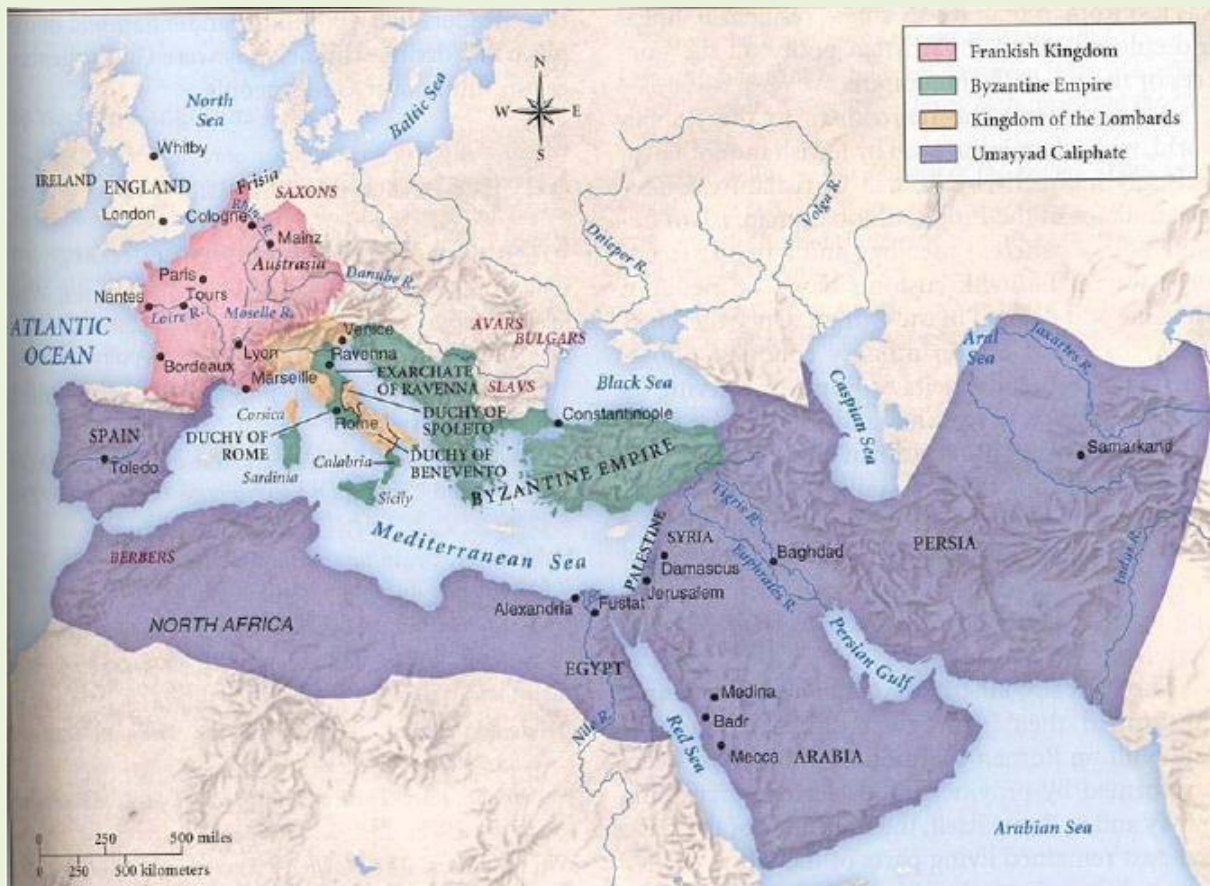 Frankish Kingdom
Byzantine Empire
Kingdom of the Lombards
Umayyad Caliphate
N
W
E
S
North
Sea
Baltic Sea
Whitby
IRELAND
ENGLAND
London
Frisia
SAXONS
Cologne
Rhine R.
Mainz
Austrasia
Paris
Nantes
Tours
Loire R.
Moselle R.
Danube R.
Dnieper R.
Volga R.
ATLANTIC
OCEAN
Bordeaux
Lyon
Marseille
Venice
Ravenna
EXARCHATE
OF RAVENNA
AVARS
BULGARS
SLAVS
Black Sea
Caspian Sea
Aral
Sea
Jaxartes R.
Corsica
DUCHY OF
ROME
Rome
DUCHY OF
SPOLETO
Constantinople
SPAIN
Toledo
Sardinia
Calabria
DUCHY OF
BENEVENTO
Sicily
BYZANTINE EMPIRE
Samarkand
Mediterranean Sea
BERBERS
NORTH AFRICA
Tigris R.
Euphrates R.
PALESTINE
SYRIA
Damascus
Jerusalem
Baghdad
PERSIA
Indus R.
Alexandria
Fustat
EGYPT
Nile R.
Red Sea
Persian Gulf
Medina
Badr
Mecca
ARABIA
Arabian Sea
0 250 500 miles
0 250 500 kilometers